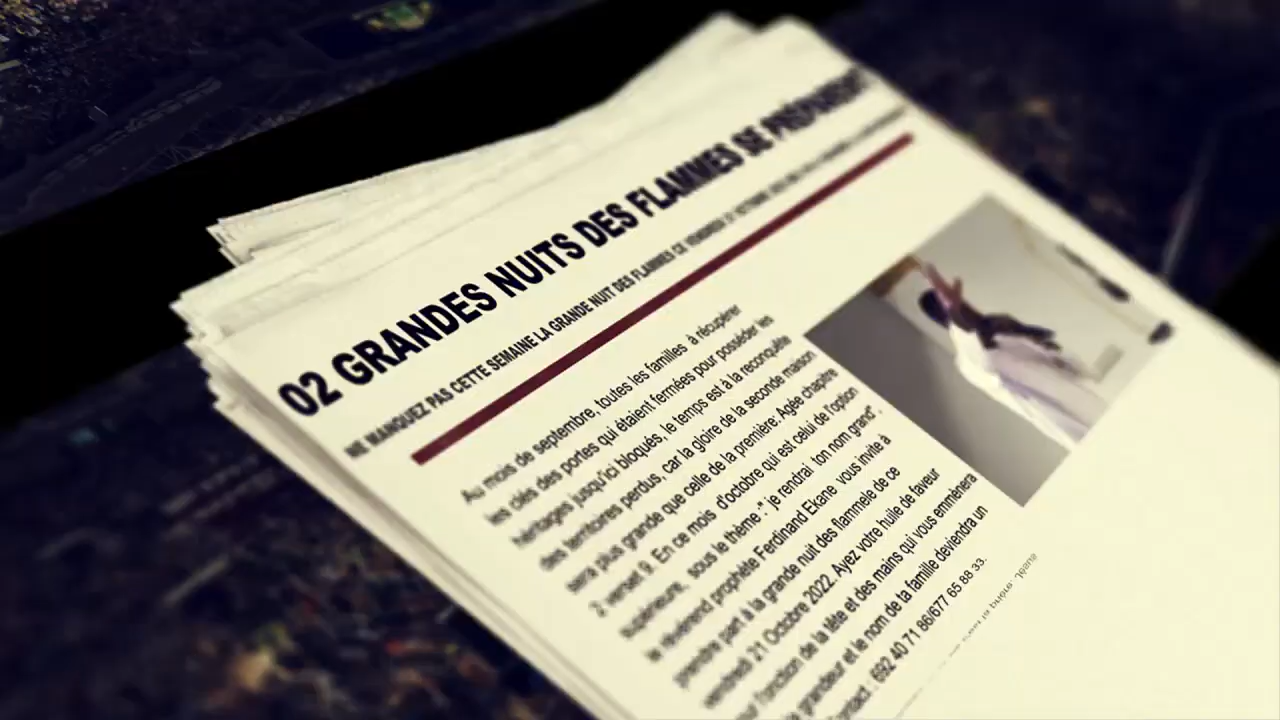 02 GRANDES NUITS DES FLAMMES SE PRÉPARENT
NE MANQUEZ PAS CETTE SEMAINE LA GRANDE NUIT DES FLAMMES CE VENDREDI 21 OCTOBRE
Au mois de septembre, toutes les familles à récupérer
les clés des portes qui étaient fermées pour posséder les
héritages jusqu'ici bloqués, le temps est à la reconquête
des territoires perdus, car la gloire de la seconde maison
sera plus grande que celle de la première: Agée chapitre
2 verset 9. En ce mois d'octobre qui est celui de l'option
supérieure, sous le thème :" je rendrai ton nom grand",
le révérend prophète Ferdinand Ekane vous invite à
prendre part à la grande nuit des flammele de ce
vendredi 21 Octobre 2022. Ayez votre huile de faveur
l'onction de la tête et des mains qui vous emmènera
grandeur et le nom de ta famille deviendra un
contact : 692 40 71 86/677 65 88 33.